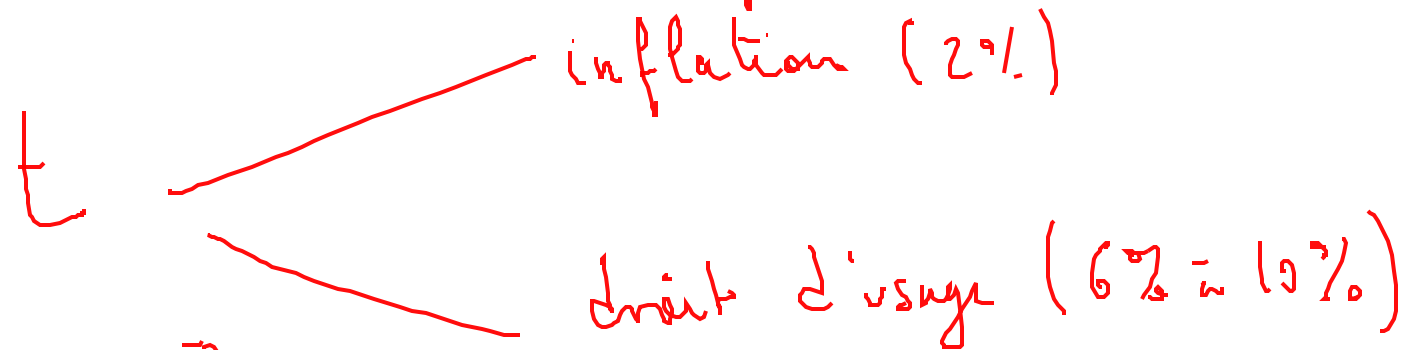 inflation (2%)
t
droit d'usage (6% à 10%)